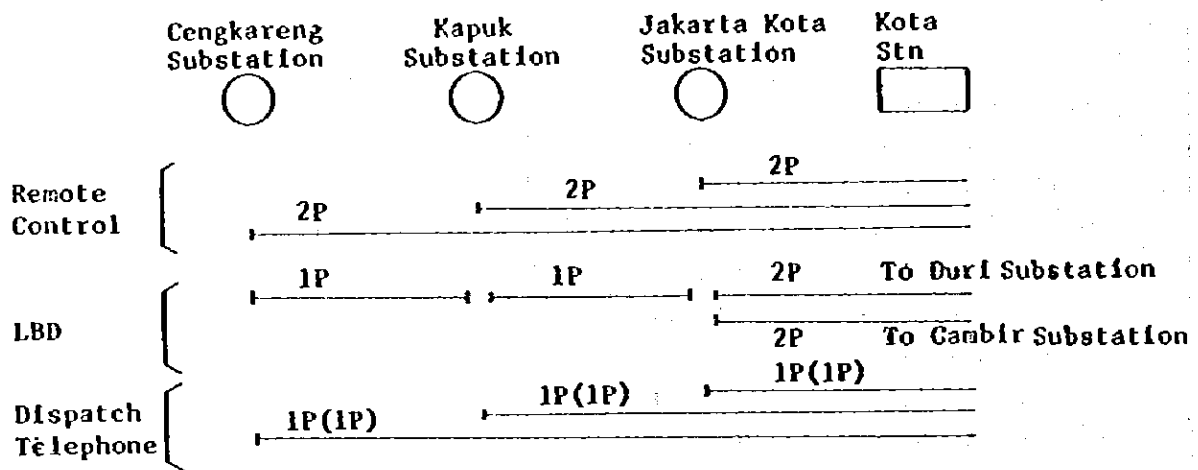 Cengkareng Substation
Kapuk Substation
Jakarta Kota Substation
Kota Stn
Remote Control
2P
2P
2P
LBD
1P
1P
2P To Duri Substation
2P To Gambir Substation
Dispatch Telephone
1P(1P)
1P(1P)
1P(1P)